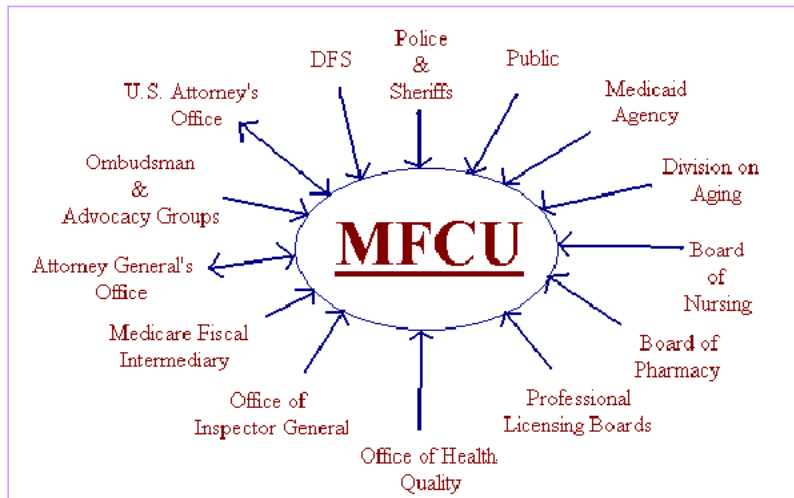 Police
&
Sheriffs
DFS
Public
U.S. Attorney's
Office
Medicaid
Agency
Ombudsman
&
Advocacy Groups
Division on
Aging
MFCU
Attorney General's
Office
Board
of
Nursing
Medicare Fiscal
Intermediary
Board of
Pharmacy
Office of
Inspector General
Professional
Licensing Boards
Office of Health
Quality